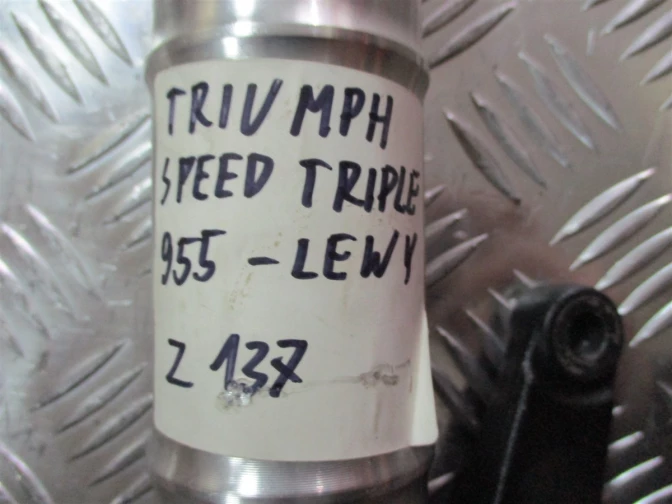 TRIUMPH
SPEED TRIPLE
955 - LEWY
Z 137